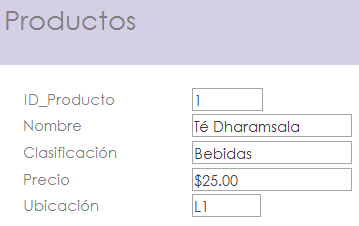 Productos
ID_Producto 1
Nombre Té Dharamsala
Clasificación Bebidas
Precio $25.00
Ubicación L1